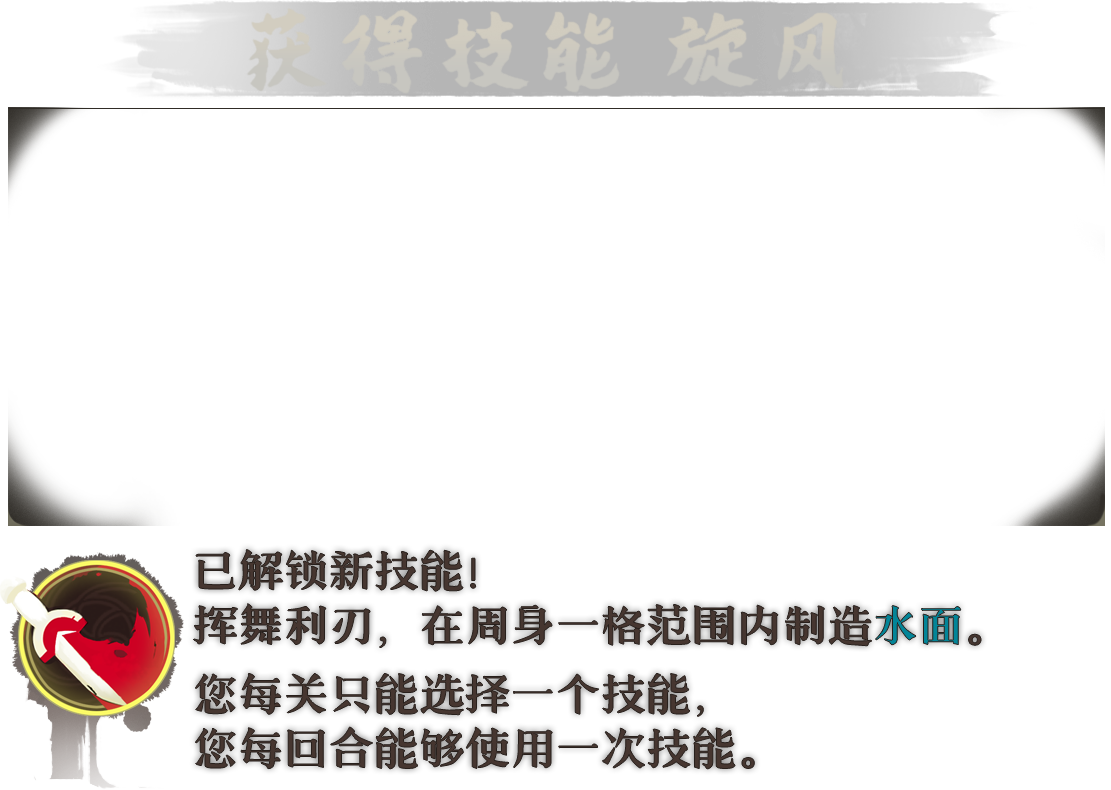 获得技能 旋风
已解锁新技能!
挥舞利刃，在周身一格范围内制造水面。
您每关只能选择一个技能，
您每回合能够使用一次技能。